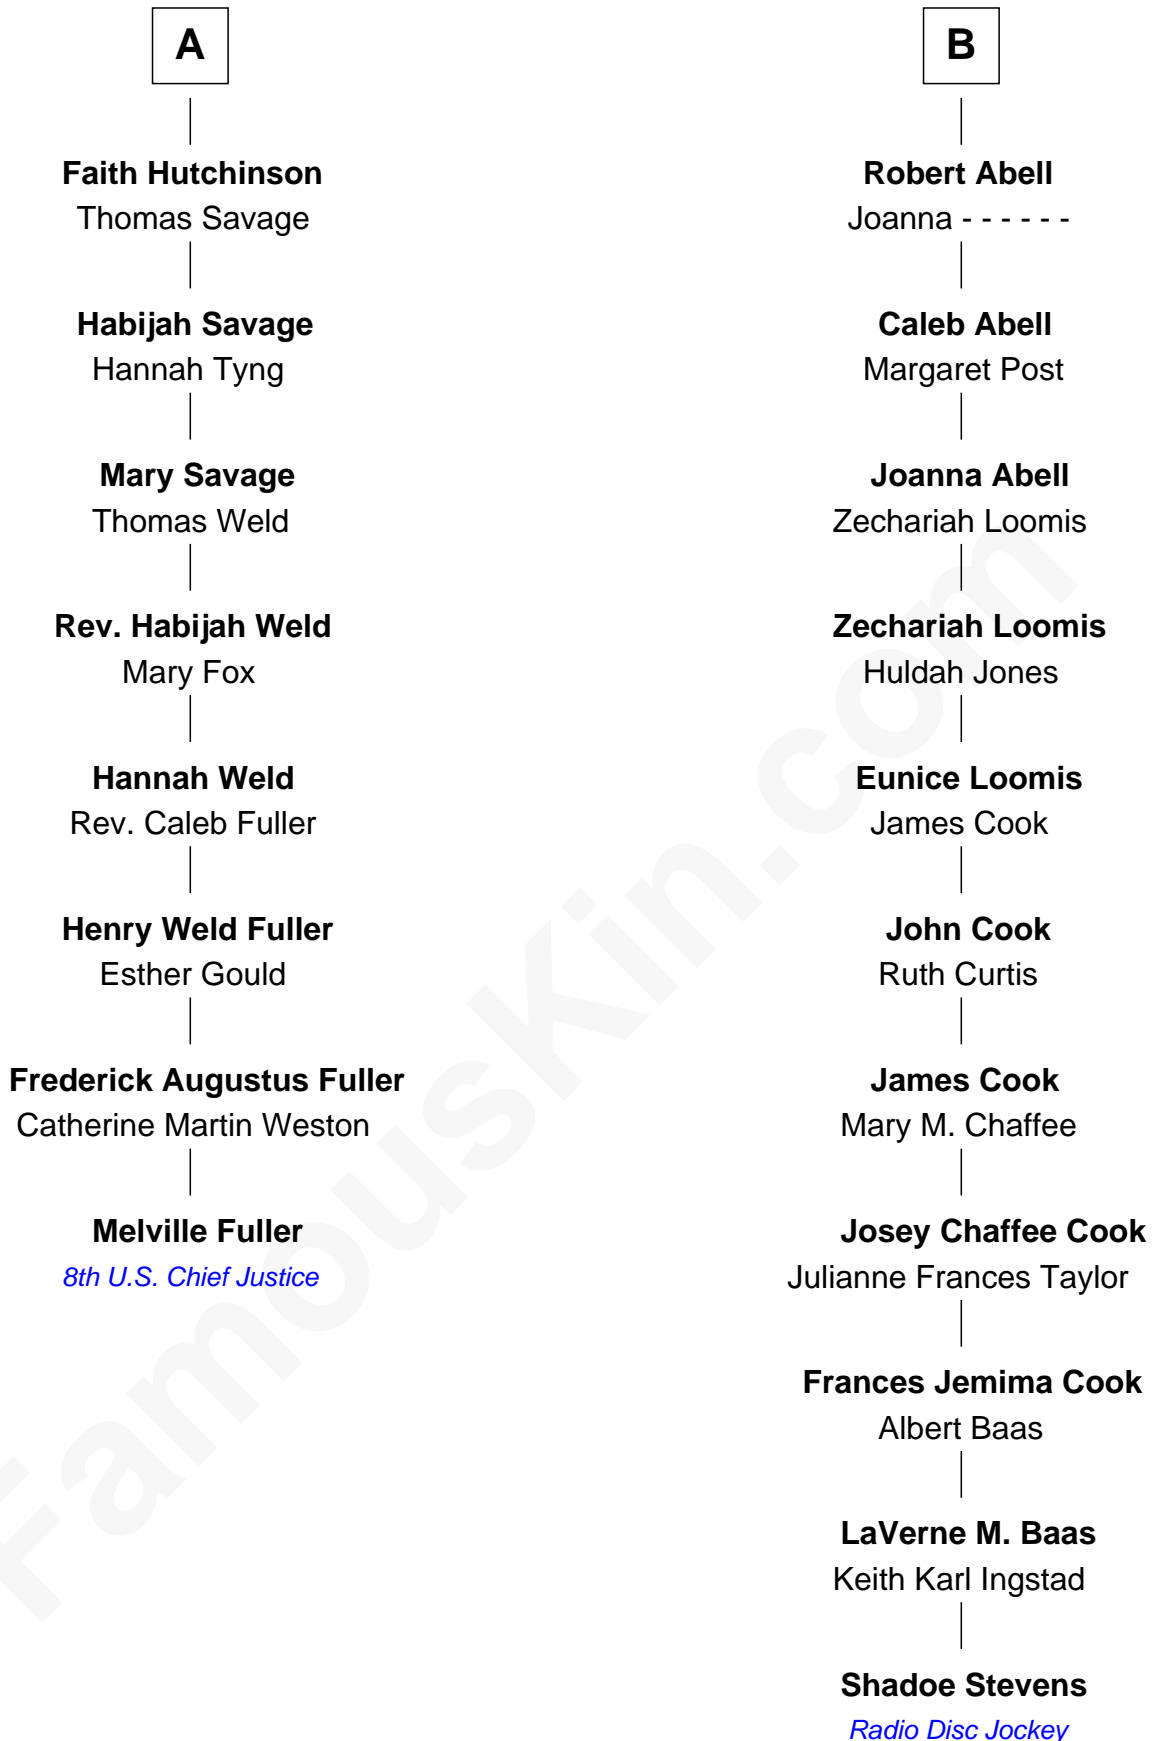 A
Faith Hutchinson
Thomas Savage
Habijah Savage
Hannah Tyng
Mary Savage
Thomas Weld
Rev. Habijah Weld
Mary Fox
Hannah Weld
Rev. Caleb Fuller
Henry Weld Fuller
Esther Gould
Frederick Augustus Fuller
Catherine Martin Weston
Melville Fuller
8th U.S. Chief Justice
B
Robert Abell
Joanna - - - - - -
Caleb Abell
Margaret Post
Joanna Abell
Zechariah Loomis
Zechariah Loomis
Huldah Jones
Eunice Loomis
James Cook
John Cook
Ruth Curtis
James Cook
Mary M. Chaffee
Josey Chaffee Cook
Julianne Frances Taylor
Frances Jemima Cook
Albert Baas
LaVerne M. Baas
Keith Karl Ingstad
Shadoe Stevens
Radio Disc Jockey
FamousKin.com